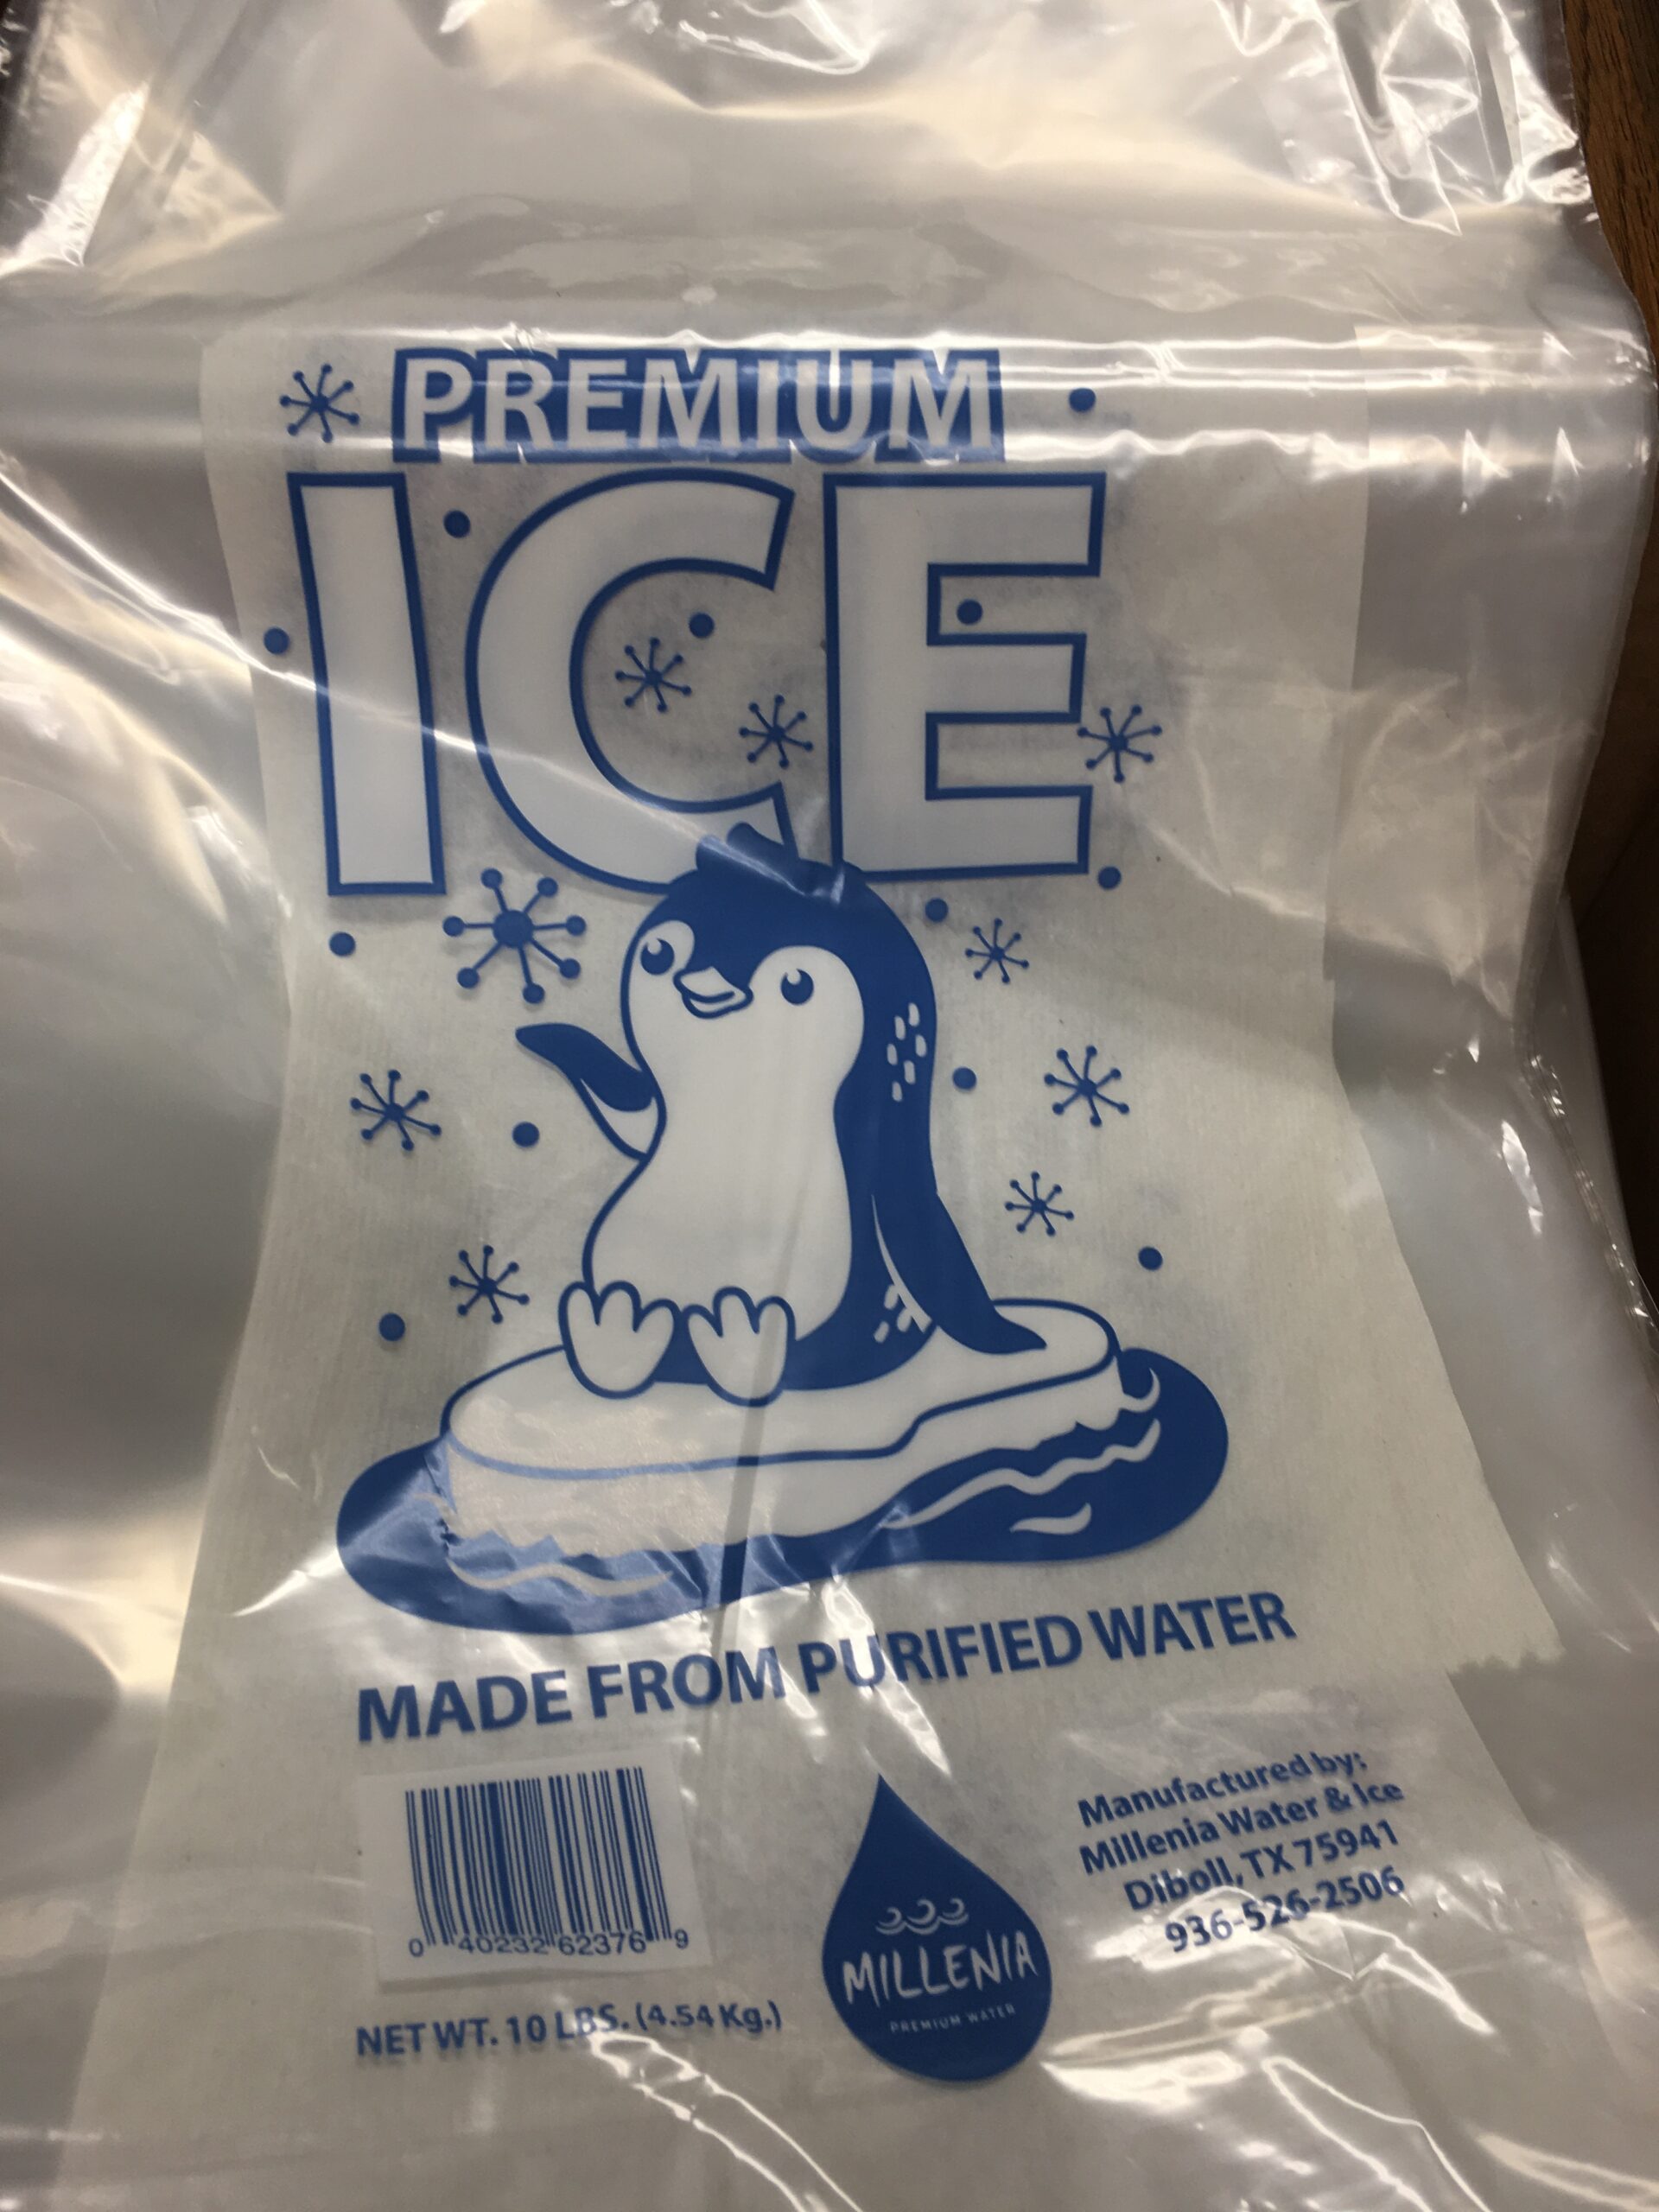 PREMIUM
ICE
MADE FROM PURIFIED WATER
0 40232 62376 9
NET WT. 10 LBS. (4.54 Kg.)
MILLENIA
PREMIUM WATER
Manufactured by:
Millenia Water & Ice
Diboll, TX 75941
936-526-2506